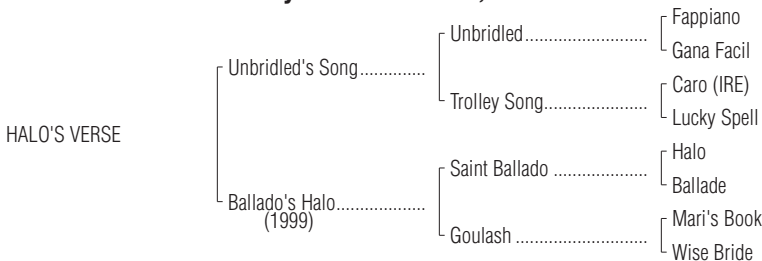 Unbridled's Song..............
Unbridled..........................
Fappiano
Gana Facil
Trolley Song......................
Caro (IRE)
Lucky Spell
HALO'S VERSE
Ballado's Halo...................
(1999)
Saint Ballado ....................
Halo
Ballade
Goulash ............................
Mari's Book
Wise Bride